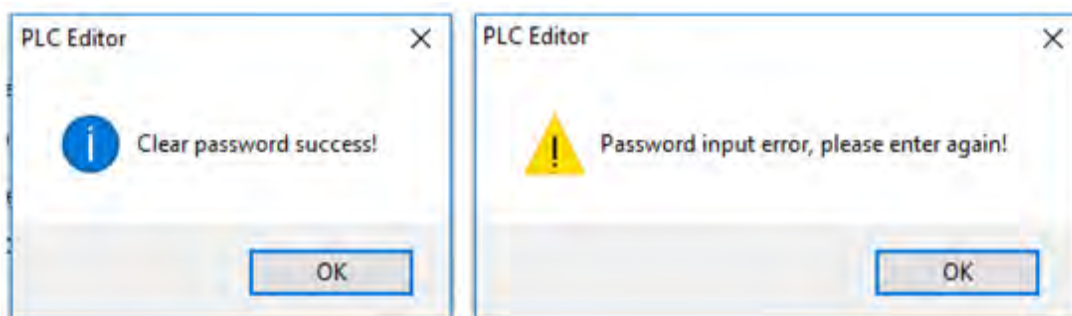 PLC Editor
Clear password success!
OK
PLC Editor
Password input error, please enter again!
OK